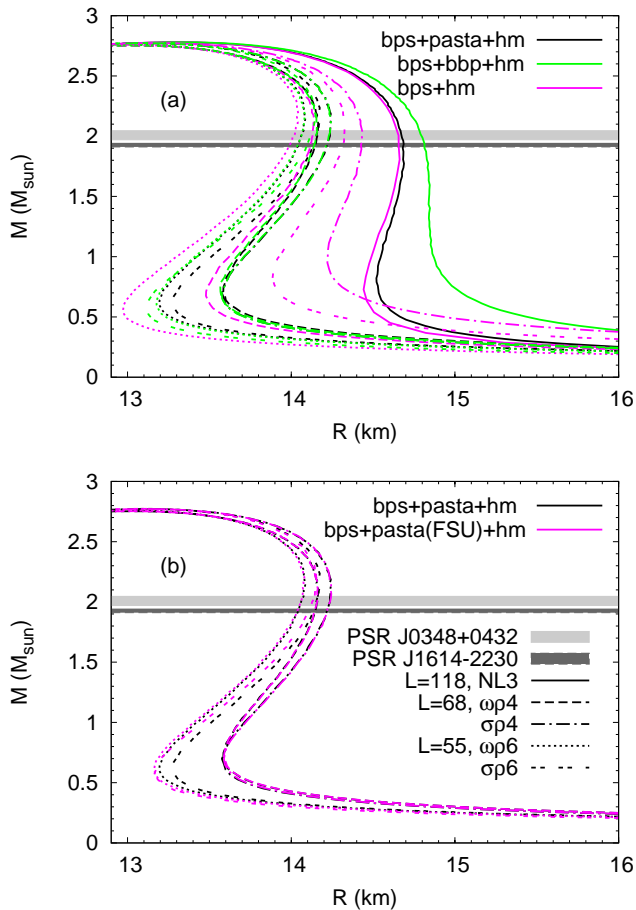 3
2.5
2
1.5
1
0.5
0
M (M_sun)
(a)
bps+pasta+hm
bps+bbp+hm
bps+hm
13 14 15 16
R (km)
3
2.5
2
1.5
1
0.5
0
M (M_sun)
(b)
bps+pasta+hm
bps+pasta(FSU)+hm
PSR J0348+0432
PSR J1614-2230
L=118, NL3
L=68, ωρ4
σρ4
L=55, ωρ6
σρ6
13 14 15 16
R (km)